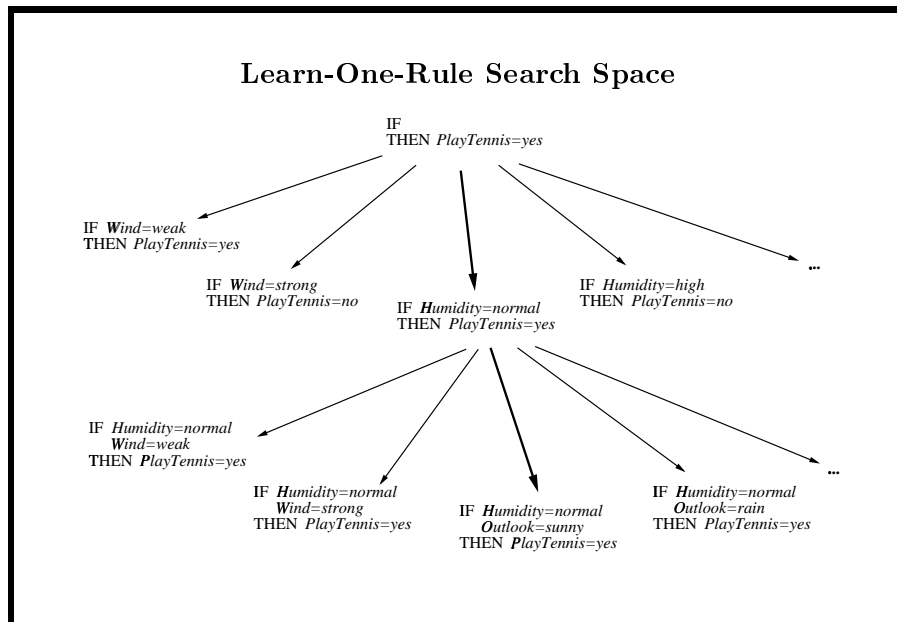 Learn-One-Rule Search Space
IF
THEN PlayTennis=yes
IF Wind=weak
THEN PlayTennis=yes
IF Wind=strong
THEN PlayTennis=no
IF Humidity=normal
THEN PlayTennis=yes
IF Humidity=high
THEN PlayTennis=no
...
IF Humidity=normal
Wind=weak
THEN PlayTennis=yes
IF Humidity=normal
Wind=strong
THEN PlayTennis=yes
IF Humidity=normal
Outlook=sunny
THEN PlayTennis=yes
IF Humidity=normal
Outlook=rain
THEN PlayTennis=yes
...